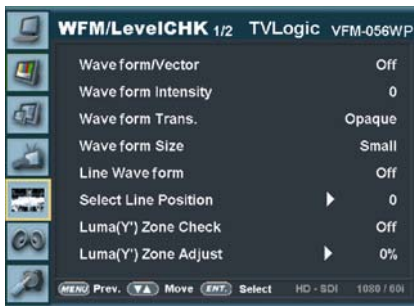 WFM/LevelCHK 1/2 TVLogic VFM-056WP
Wave form/Vector Off
Wave form Intensity 0
Wave form Trans. Opaque
Wave form Size Small
Line Wave form Off
Select Line Position ▶ 0
Luma(Y') Zone Check Off
Luma(Y') Zone Adjust ▶ 0%
MENU Prev. ▼▲ Move ENT. Select HD - SDI 1080 / 60i